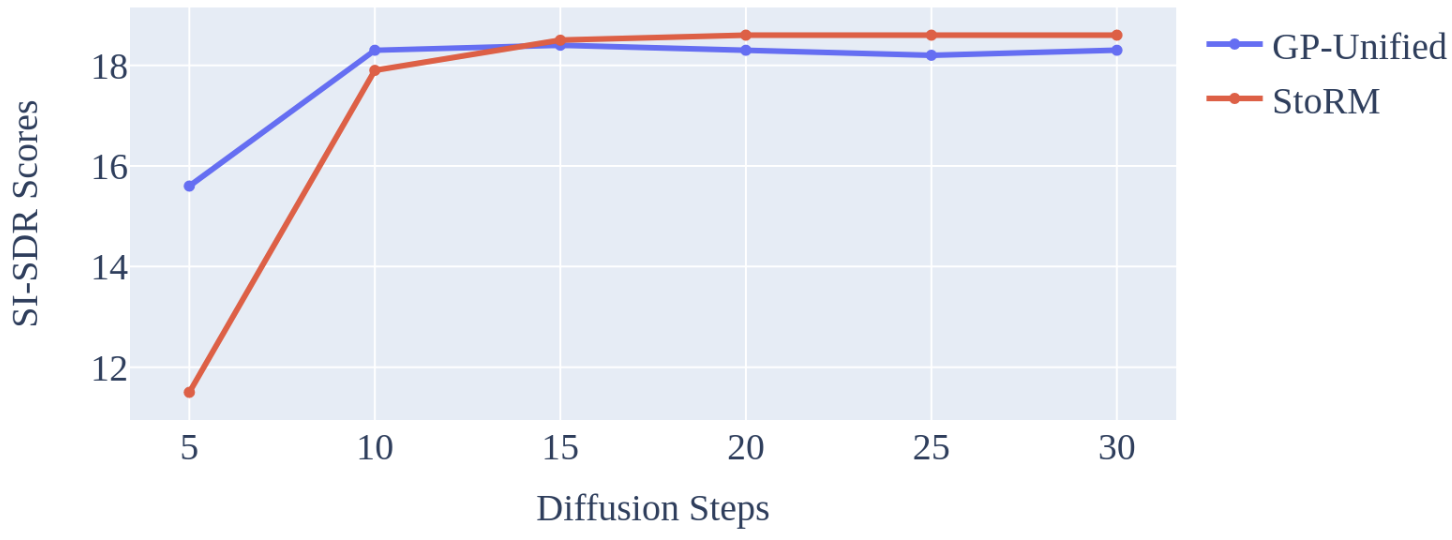 18
16
14
12
SI-SDR Scores
5 10 15 20 25 30
Diffusion Steps
GP-Unified
StoRM